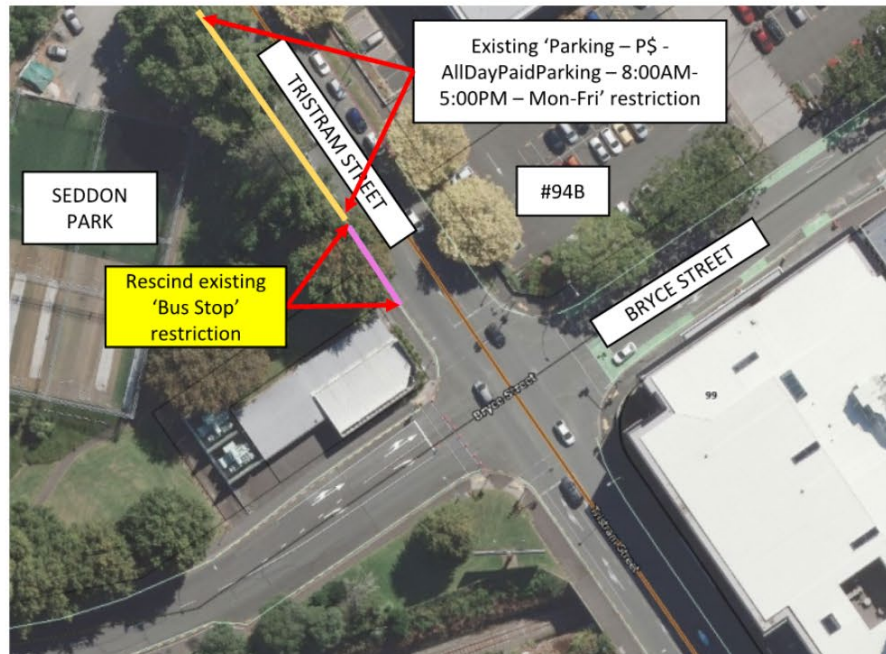 Existing ‘Parking – P$ -
AllDayPaidParking – 8:00AM-
5:00PM – Mon-Fri’ restriction
TRISTRAM STREET
SEDDON
PARK
#94B
Rescind existing
‘Bus Stop’
restriction
BRYCE STREET
99
Bryce Street
Tristram Street